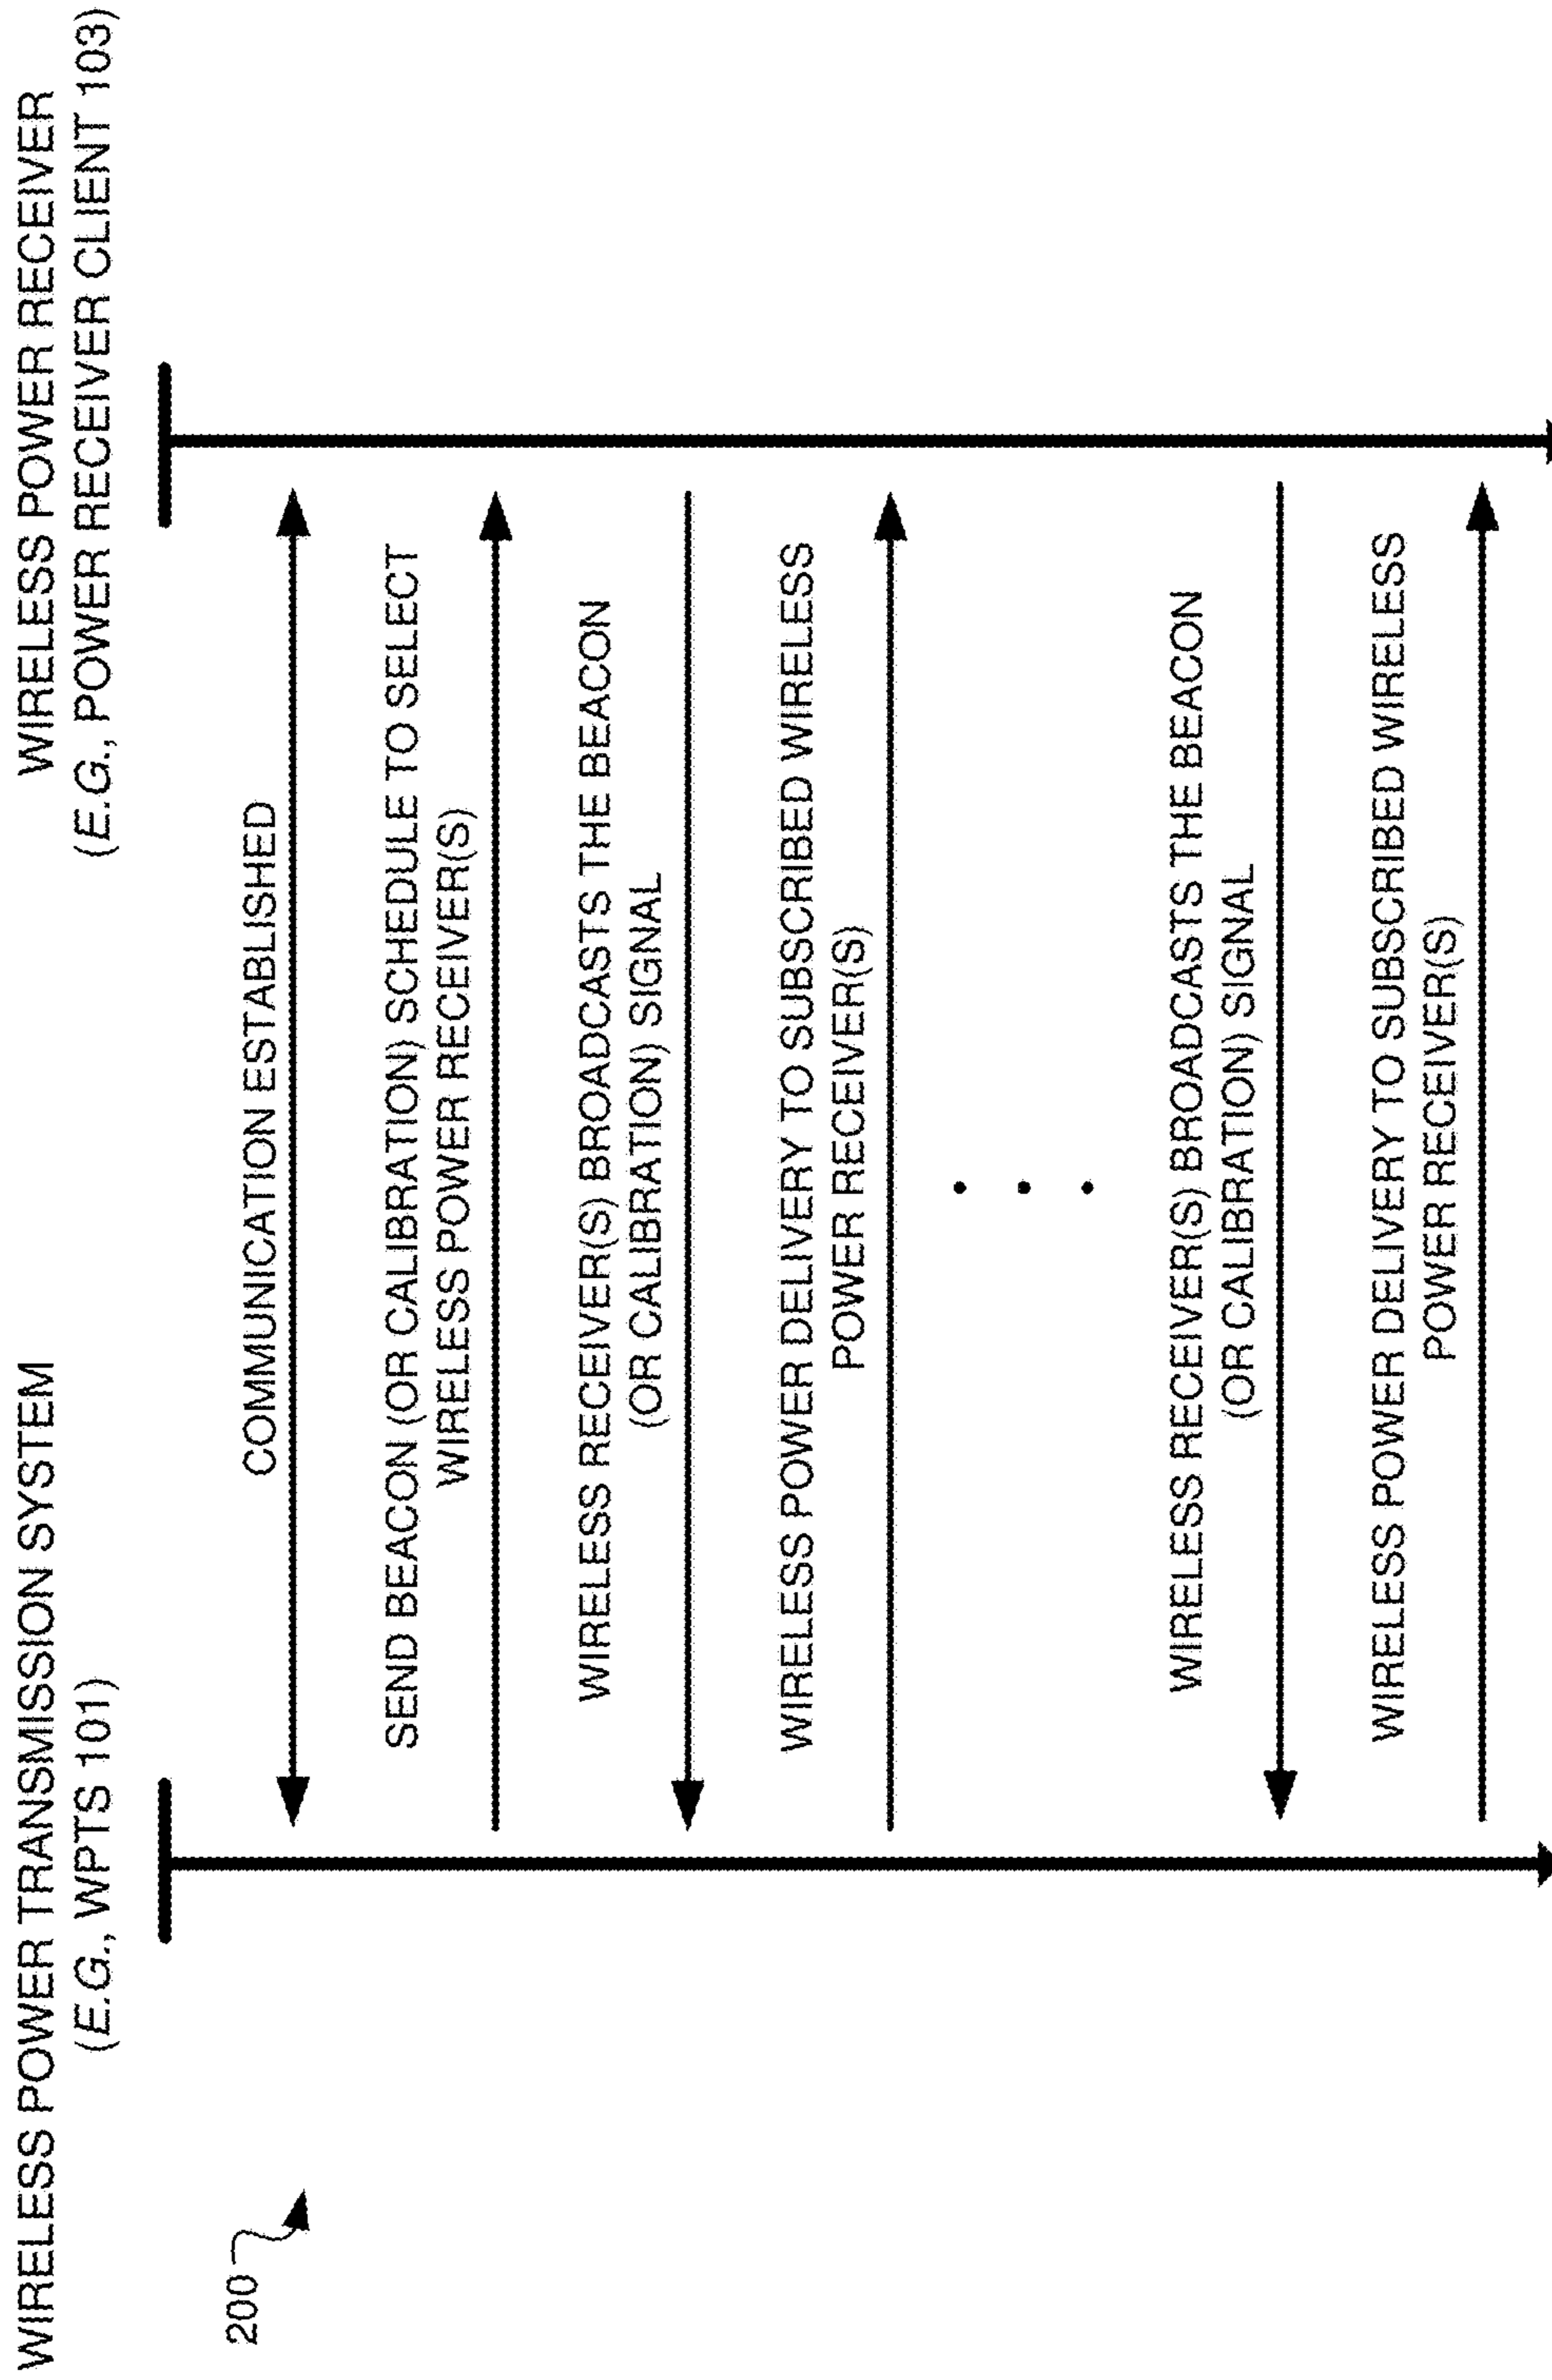 WIRELESS POWER TRANSMISSION SYSTEM
(E.G., WPTS 101)
WIRELESS POWER RECEIVER
(E.G., POWER RECEIVER CLIENT 103)
200
COMMUNICATION ESTABLISHED
SEND BEACON (OR CALIBRATION) SCHEDULE TO SELECT
WIRELESS POWER RECEIVER(S)
WIRELESS RECEIVER(S) BROADCASTS THE BEACON
(OR CALIBRATION) SIGNAL
WIRELESS POWER DELIVERY TO SUBSCRIBED WIRELESS
POWER RECEIVER(S)
WIRELESS RECEIVER(S) BROADCASTS THE BEACON
(OR CALIBRATION) SIGNAL
WIRELESS POWER DELIVERY TO SUBSCRIBED WIRELESS
POWER RECEIVER(S)